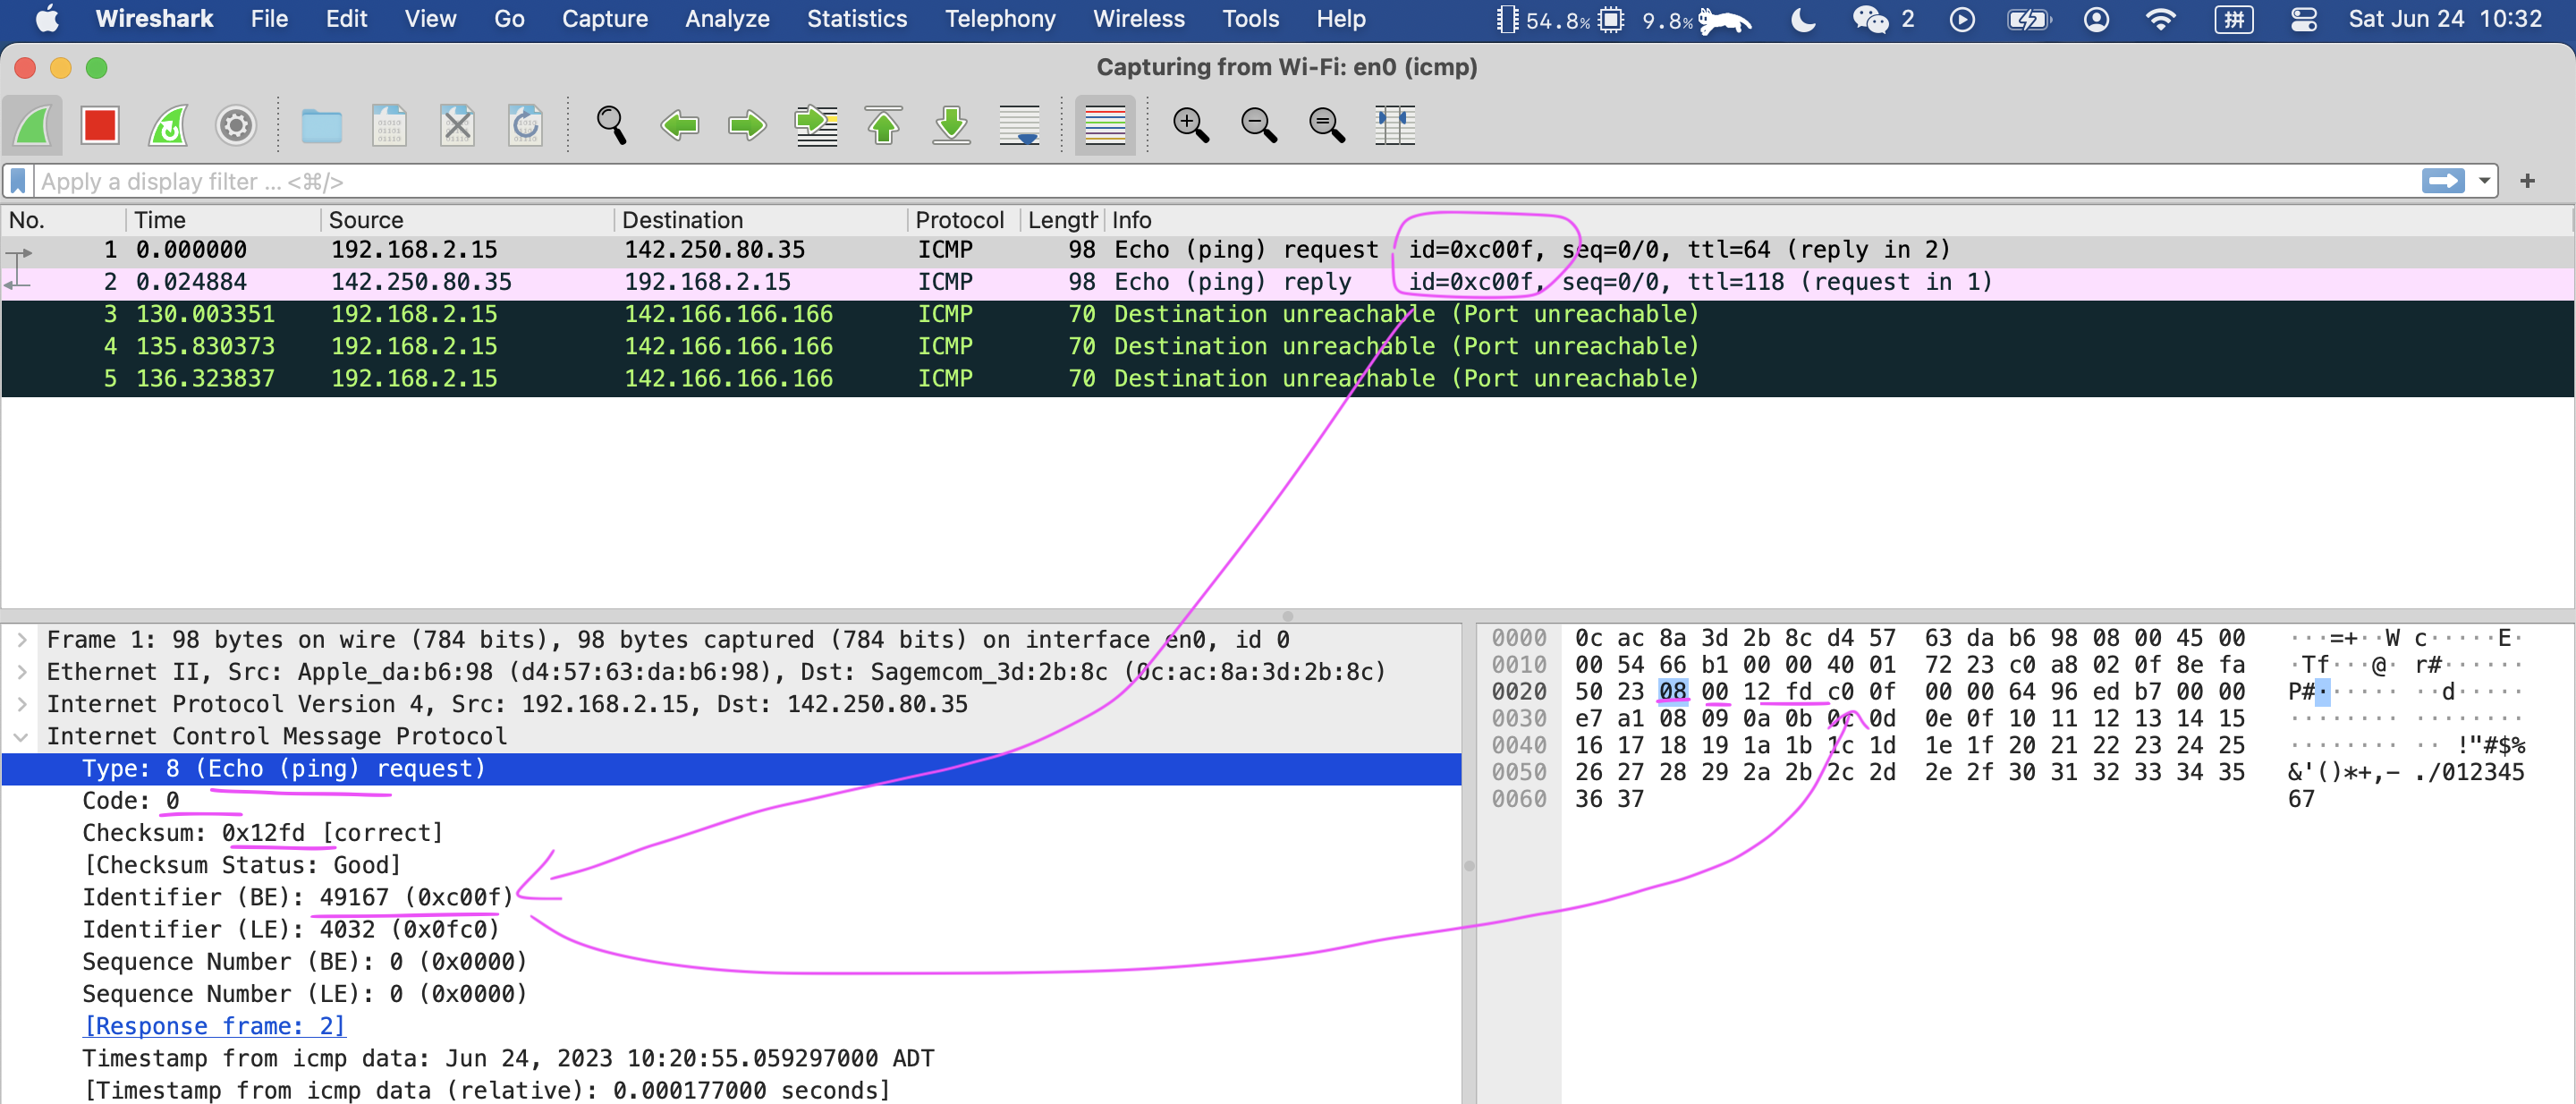 Wireshark File Edit View Go Capture Analyze Statistics Telephony Wireless Tools Help 54.8% 9.8% 2 拼 Sat Jun 24 10:32
Capturing from Wi-Fi: en0 (icmp)
Apply a display filter ... <⌘/>
No. Time Source Destination Protocol Length Info
1 0.000000 192.168.2.15 142.250.80.35 ICMP 98 Echo (ping) request id=0xc00f, seq=0/0, ttl=64 (reply in 2)
2 0.024884 142.250.80.35 192.168.2.15 ICMP 98 Echo (ping) reply id=0xc00f, seq=0/0, ttl=118 (request in 1)
3 130.003351 192.168.2.15 142.166.166.166 ICMP 70 Destination unreachable (Port unreachable)
4 135.830373 192.168.2.15 142.166.166.166 ICMP 70 Destination unreachable (Port unreachable)
5 136.323837 192.168.2.15 142.166.166.166 ICMP 70 Destination unreachable (Port unreachable)
Frame 1: 98 bytes on wire (784 bits), 98 bytes captured (784 bits) on interface en0, id 0
Ethernet II, Src: Apple_da:b6:98 (d4:57:63:da:b6:98), Dst: Sagemcom_3d:2b:8c (0c:ac:8a:3d:2b:8c)
Internet Protocol Version 4, Src: 192.168.2.15, Dst: 142.250.80.35
Internet Control Message Protocol
Type: 8 (Echo (ping) request)
Code: 0
Checksum: 0x12fd [correct]
[Checksum Status: Good]
Identifier (BE): 49167 (0xc00f)
Identifier (LE): 4032 (0x0fc0)
Sequence Number (BE): 0 (0x0000)
Sequence Number (LE): 0 (0x0000)
[Response frame: 2]
Timestamp from icmp data: Jun 24, 2023 10:20:55.059297000 ADT
[Timestamp from icmp data (relative): 0.000177000 seconds]
0000 0c ac 8a 3d 2b 8c d4 57 63 da b6 98 08 00 45 00 ···=+··W c·····E·
0010 00 54 66 b1 00 00 40 01 72 23 c0 a8 02 0f 8e fa ·Tf···@· r#······
0020 50 23 08 00 12 fd c0 0f 00 00 64 96 ed b7 00 00 P#······ ··d·····
0030 e7 a1 08 09 0a 0b 0c 0d 0e 0f 10 11 12 13 14 15 ········ ········
0040 16 17 18 19 1a 1b 1c 1d 1e 1f 20 21 22 23 24 25 ········ ·· !"#$%
0050 26 27 28 29 2a 2b 2c 2d 2e 2f 30 31 32 33 34 35 &'()*+,- ./012345
0060 36 37 67